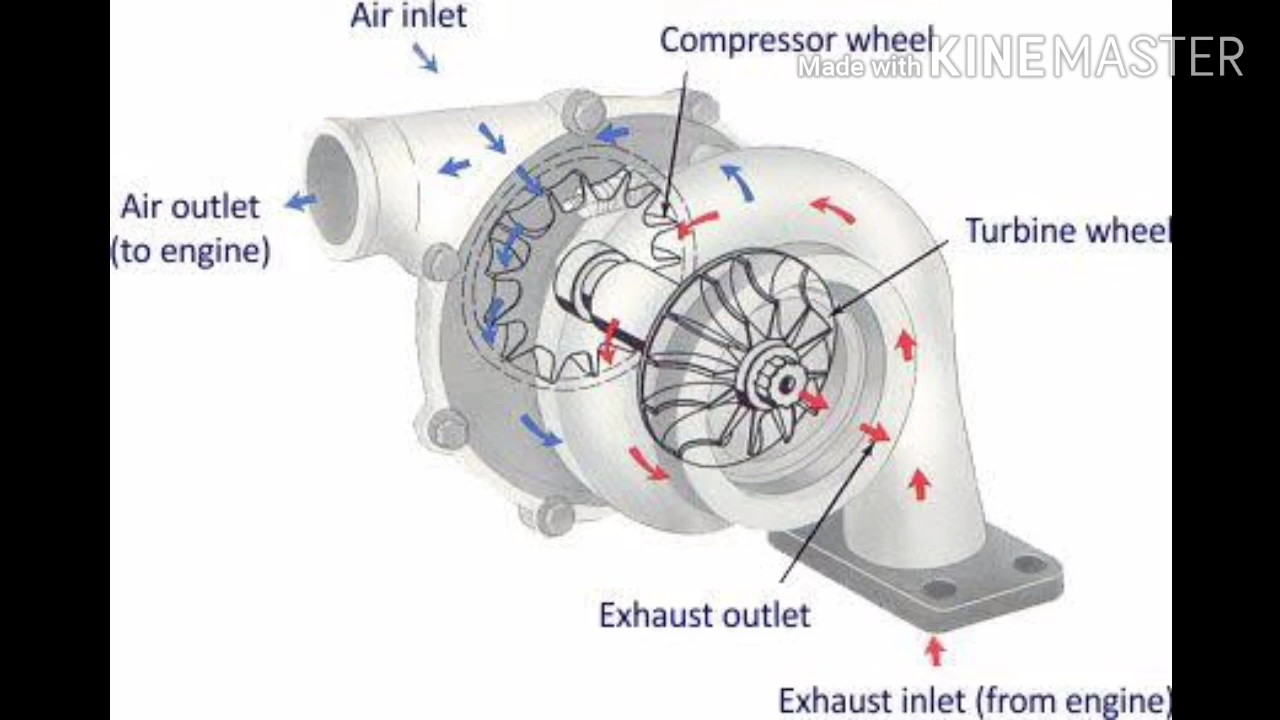 Air inlet
Compressor wheel
Made with KINEMASTER
Air outlet
(to engine)
Turbine wheel
Exhaust outlet
Exhaust inlet (from engine)